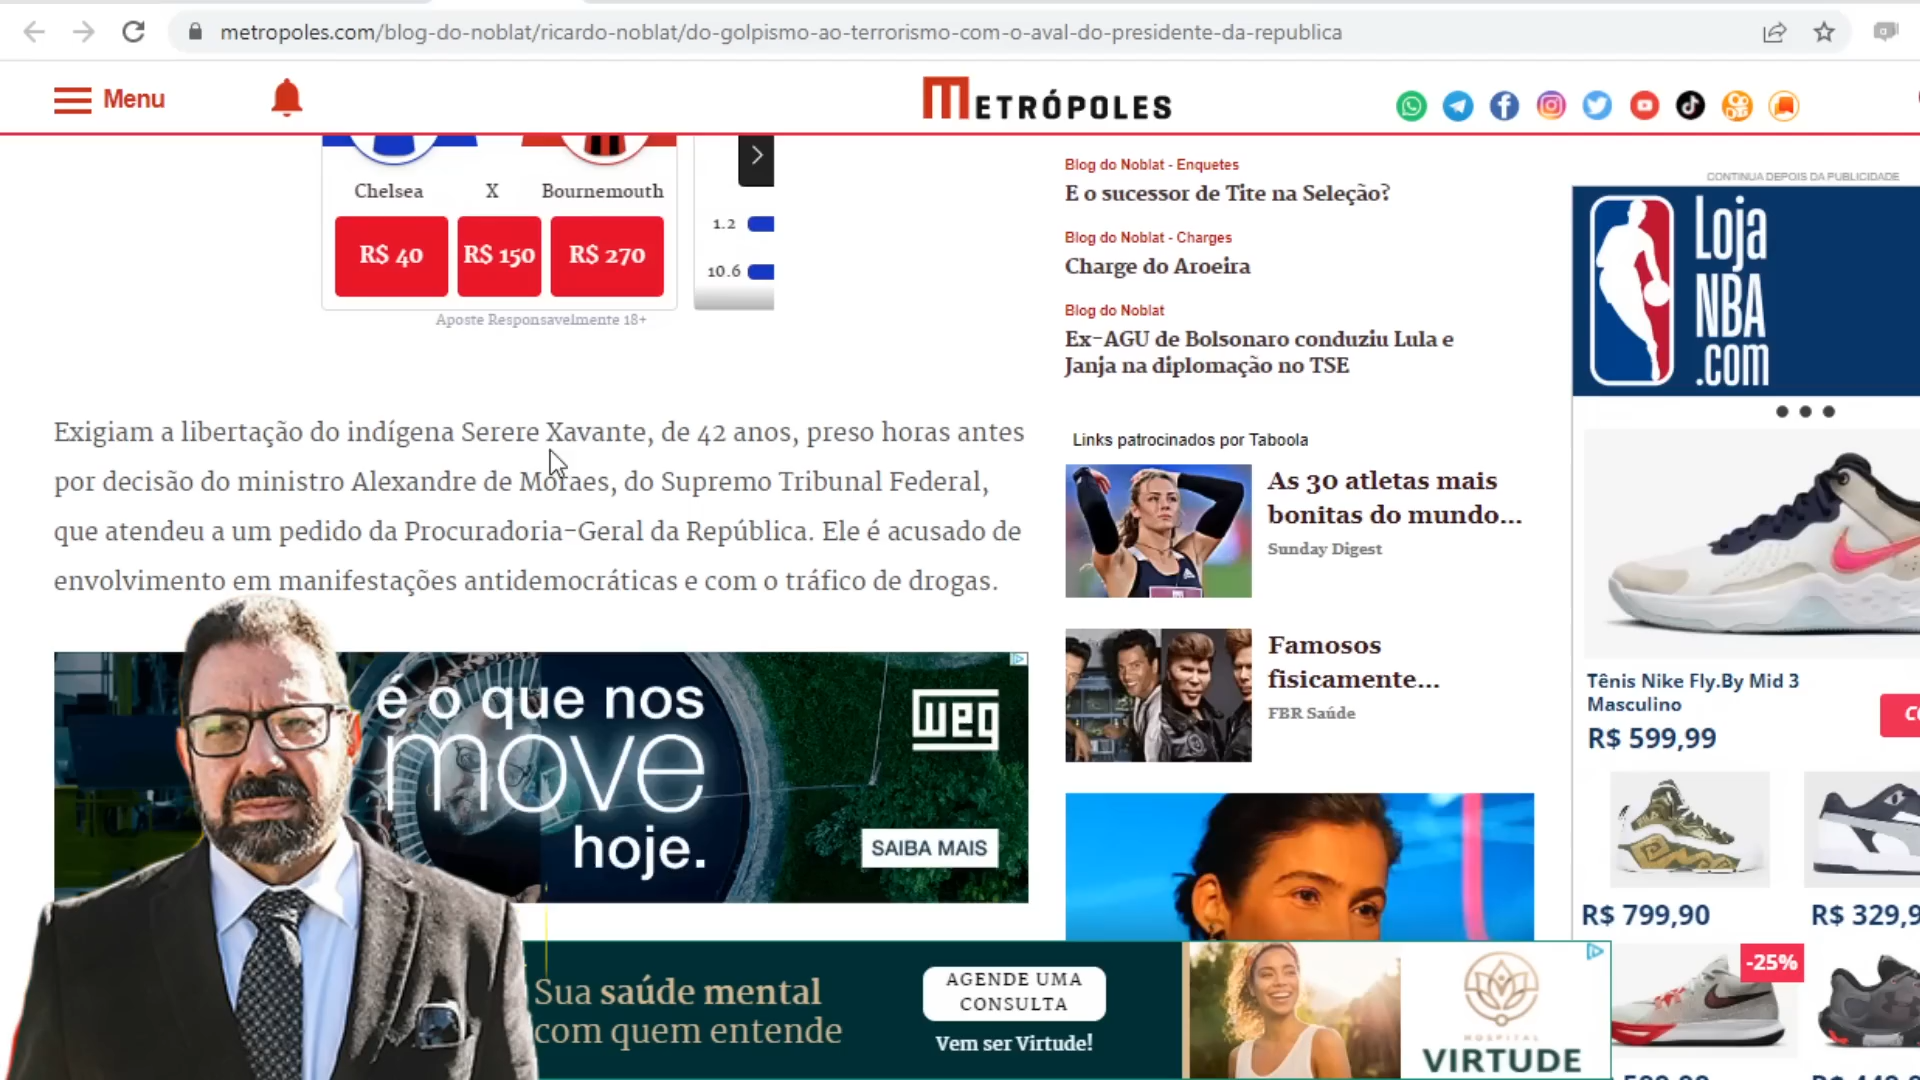 metropoles.com/blog-do-noblat/ricardo-noblat/do-golpismo-ao-terrorismo-com-o-aval-do-presidente-da-republica
Menu
METRÓPOLES
Chelsea X Bournemouth
R$ 40 R$ 150 R$ 270
1.2
10.6
Aposte Responsavelmente 18+
Exigiam a libertação do indígena Serere Xavante, de 42 anos, preso horas antes
por decisão do ministro Alexandre de Moraes, do Supremo Tribunal Federal,
que atendeu a um pedido da Procuradoria-Geral da República. Ele é acusado de
envolvimento em manifestações antidemocráticas e com o tráfico de drogas.
é o que nos
move
hoje.
weg
SAIBA MAIS
Blog do Noblat - Enquetes
E o sucessor de Tite na Seleção?
Blog do Noblat - Charges
Charge do Aroeira
Blog do Noblat
Ex-AGU de Bolsonaro conduziu Lula e
Janja na diplomação no TSE
Links patrocinados por Taboola
As 30 atletas mais
bonitas do mundo...
Sunday Digest
Famosos
fisicamente...
FBR Saúde
CONTINUA DEPOIS DA PUBLICIDADE
Loja
NBA
.com
Tênis Nike Fly.By Mid 3
Masculino
R$ 599,99
R$ 799,90
R$ 329,9
-25%
Sua saúde mental
com quem entende
AGENDE UMA
CONSULTA
Vem ser Virtude!
HOSPITAL
VIRTUDE